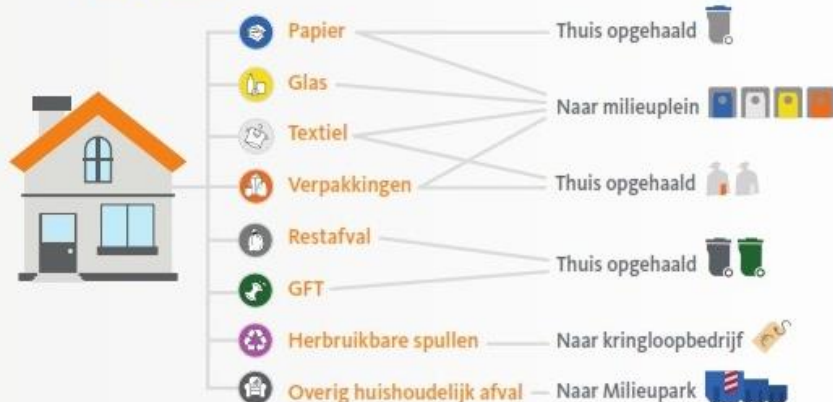 Papier
Thuis opgehaald
Glas
Naar milieuplein
Textiel
Verpakkingen
Thuis opgehaald
Restafval
Thuis opgehaald
GFT
Herbruikbare spullen
Naar kringloopbedrijf
Overig huishoudelijk afval
Naar Milieupark